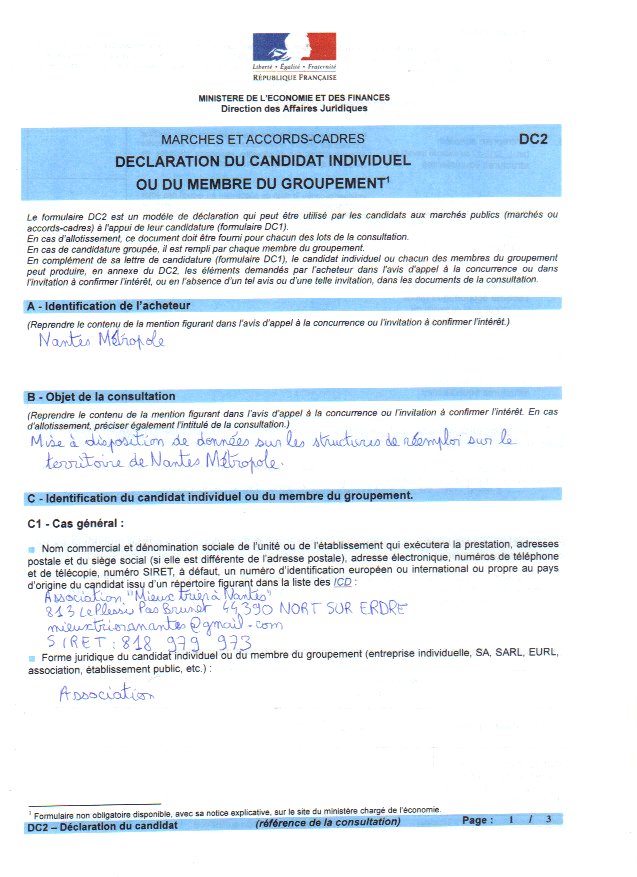 Liberté • Égalité • Fraternité
RÉPUBLIQUE FRANÇAISE
MINISTERE DE L'ECONOMIE ET DES FINANCES
Direction des Affaires Juridiques
MARCHES ET ACCORDS-CADRES DC2
DECLARATION DU CANDIDAT INDIVIDUEL
OU DU MEMBRE DU GROUPEMENT¹
Le formulaire DC2 est un modèle de déclaration qui peut être utilisé par les candidats aux marchés publics (marchés ou
accords-cadres) à l'appui de leur candidature (formulaire DC1).
En cas d'allotissement, ce document doit être fourni pour chacun des lots de la consultation.
En cas de candidature groupée, il est rempli par chaque membre du groupement.
En complément de sa lettre de candidature (formulaire DC1), le candidat individuel ou chacun des membres du groupement
peut produire, en annexe du DC2, les éléments demandés par l'acheteur dans l'avis d'appel à la concurrence ou dans
l'invitation à confirmer l'intérêt, ou en l'absence d'un tel avis ou d'une telle invitation, dans les documents de la consultation.
A - Identification de l'acheteur
(Reprendre le contenu de la mention figurant dans l'avis d'appel à la concurrence ou l'invitation à confirmer l'intérêt.)
Nantes Métropole
B - Objet de la consultation
(Reprendre le contenu de la mention figurant dans l'avis d'appel à la concurrence ou l'invitation à confirmer l'intérêt. En cas
d'allotissement, préciser également l'intitulé de la consultation.)
Mise à disposition de données sur les structures de réemploi sur le
territoire de Nantes Métropole.
C - Identification du candidat individuel ou du membre du groupement.
C1 - Cas général :
Nom commercial et dénomination sociale de l'unité ou de l'établissement qui exécutera la prestation, adresses
postale et du siège social (si elle est différente de l'adresse postale), adresse électronique, numéros de téléphone
et de télécopie, numéro SIRET, à défaut, un numéro d'identification européen ou international ou propre au pays
d'origine du candidat issu d'un répertoire figurant dans la liste des ICD :
Association "Mieux trier à Nantes"
813 Le Plessis Pas Brunet 44390 NORT SUR ERDRE
mieuxtrieranantes@gmail.com
SIRET : 818 979 973
Forme juridique du candidat individuel ou du membre du groupement (entreprise individuelle, SA, SARL, EURL,
association, établissement public, etc.) :
Association
¹ Formulaire non obligatoire disponible, avec sa notice explicative, sur le site du ministère chargé de l'économie.
DC2 – Déclaration du candidat (référence de la consultation) Page : 1 / 3